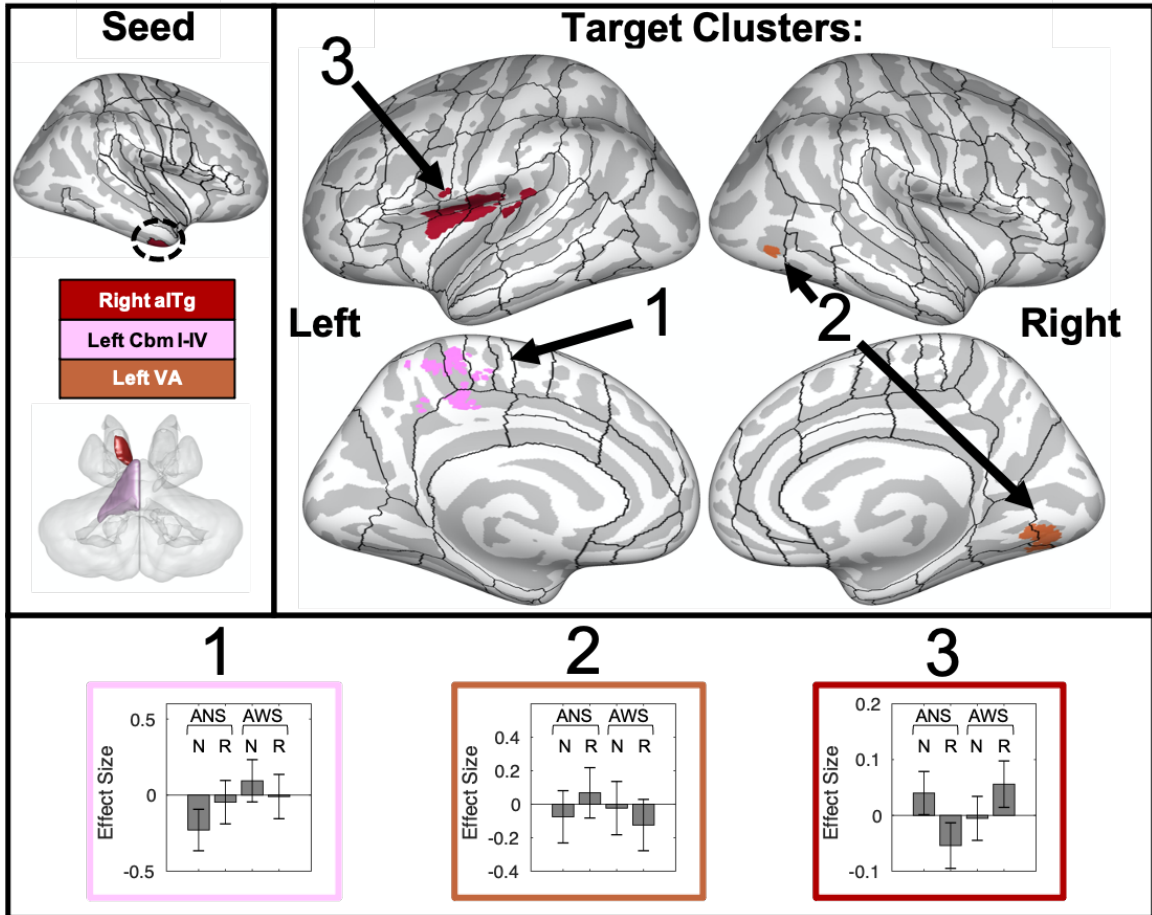 Seed
Target Clusters:
3
Right aITg
Left Cbm I-IV
Left VA
Left
1
2
Right
1
2
3
ANS AWS
N R N R
Effect Size
0.5
0
-0.5
ANS AWS
N R N R
Effect Size
0.4
0.2
0
-0.2
-0.4
ANS AWS
N R N R
Effect Size
0.2
0.1
0
-0.1